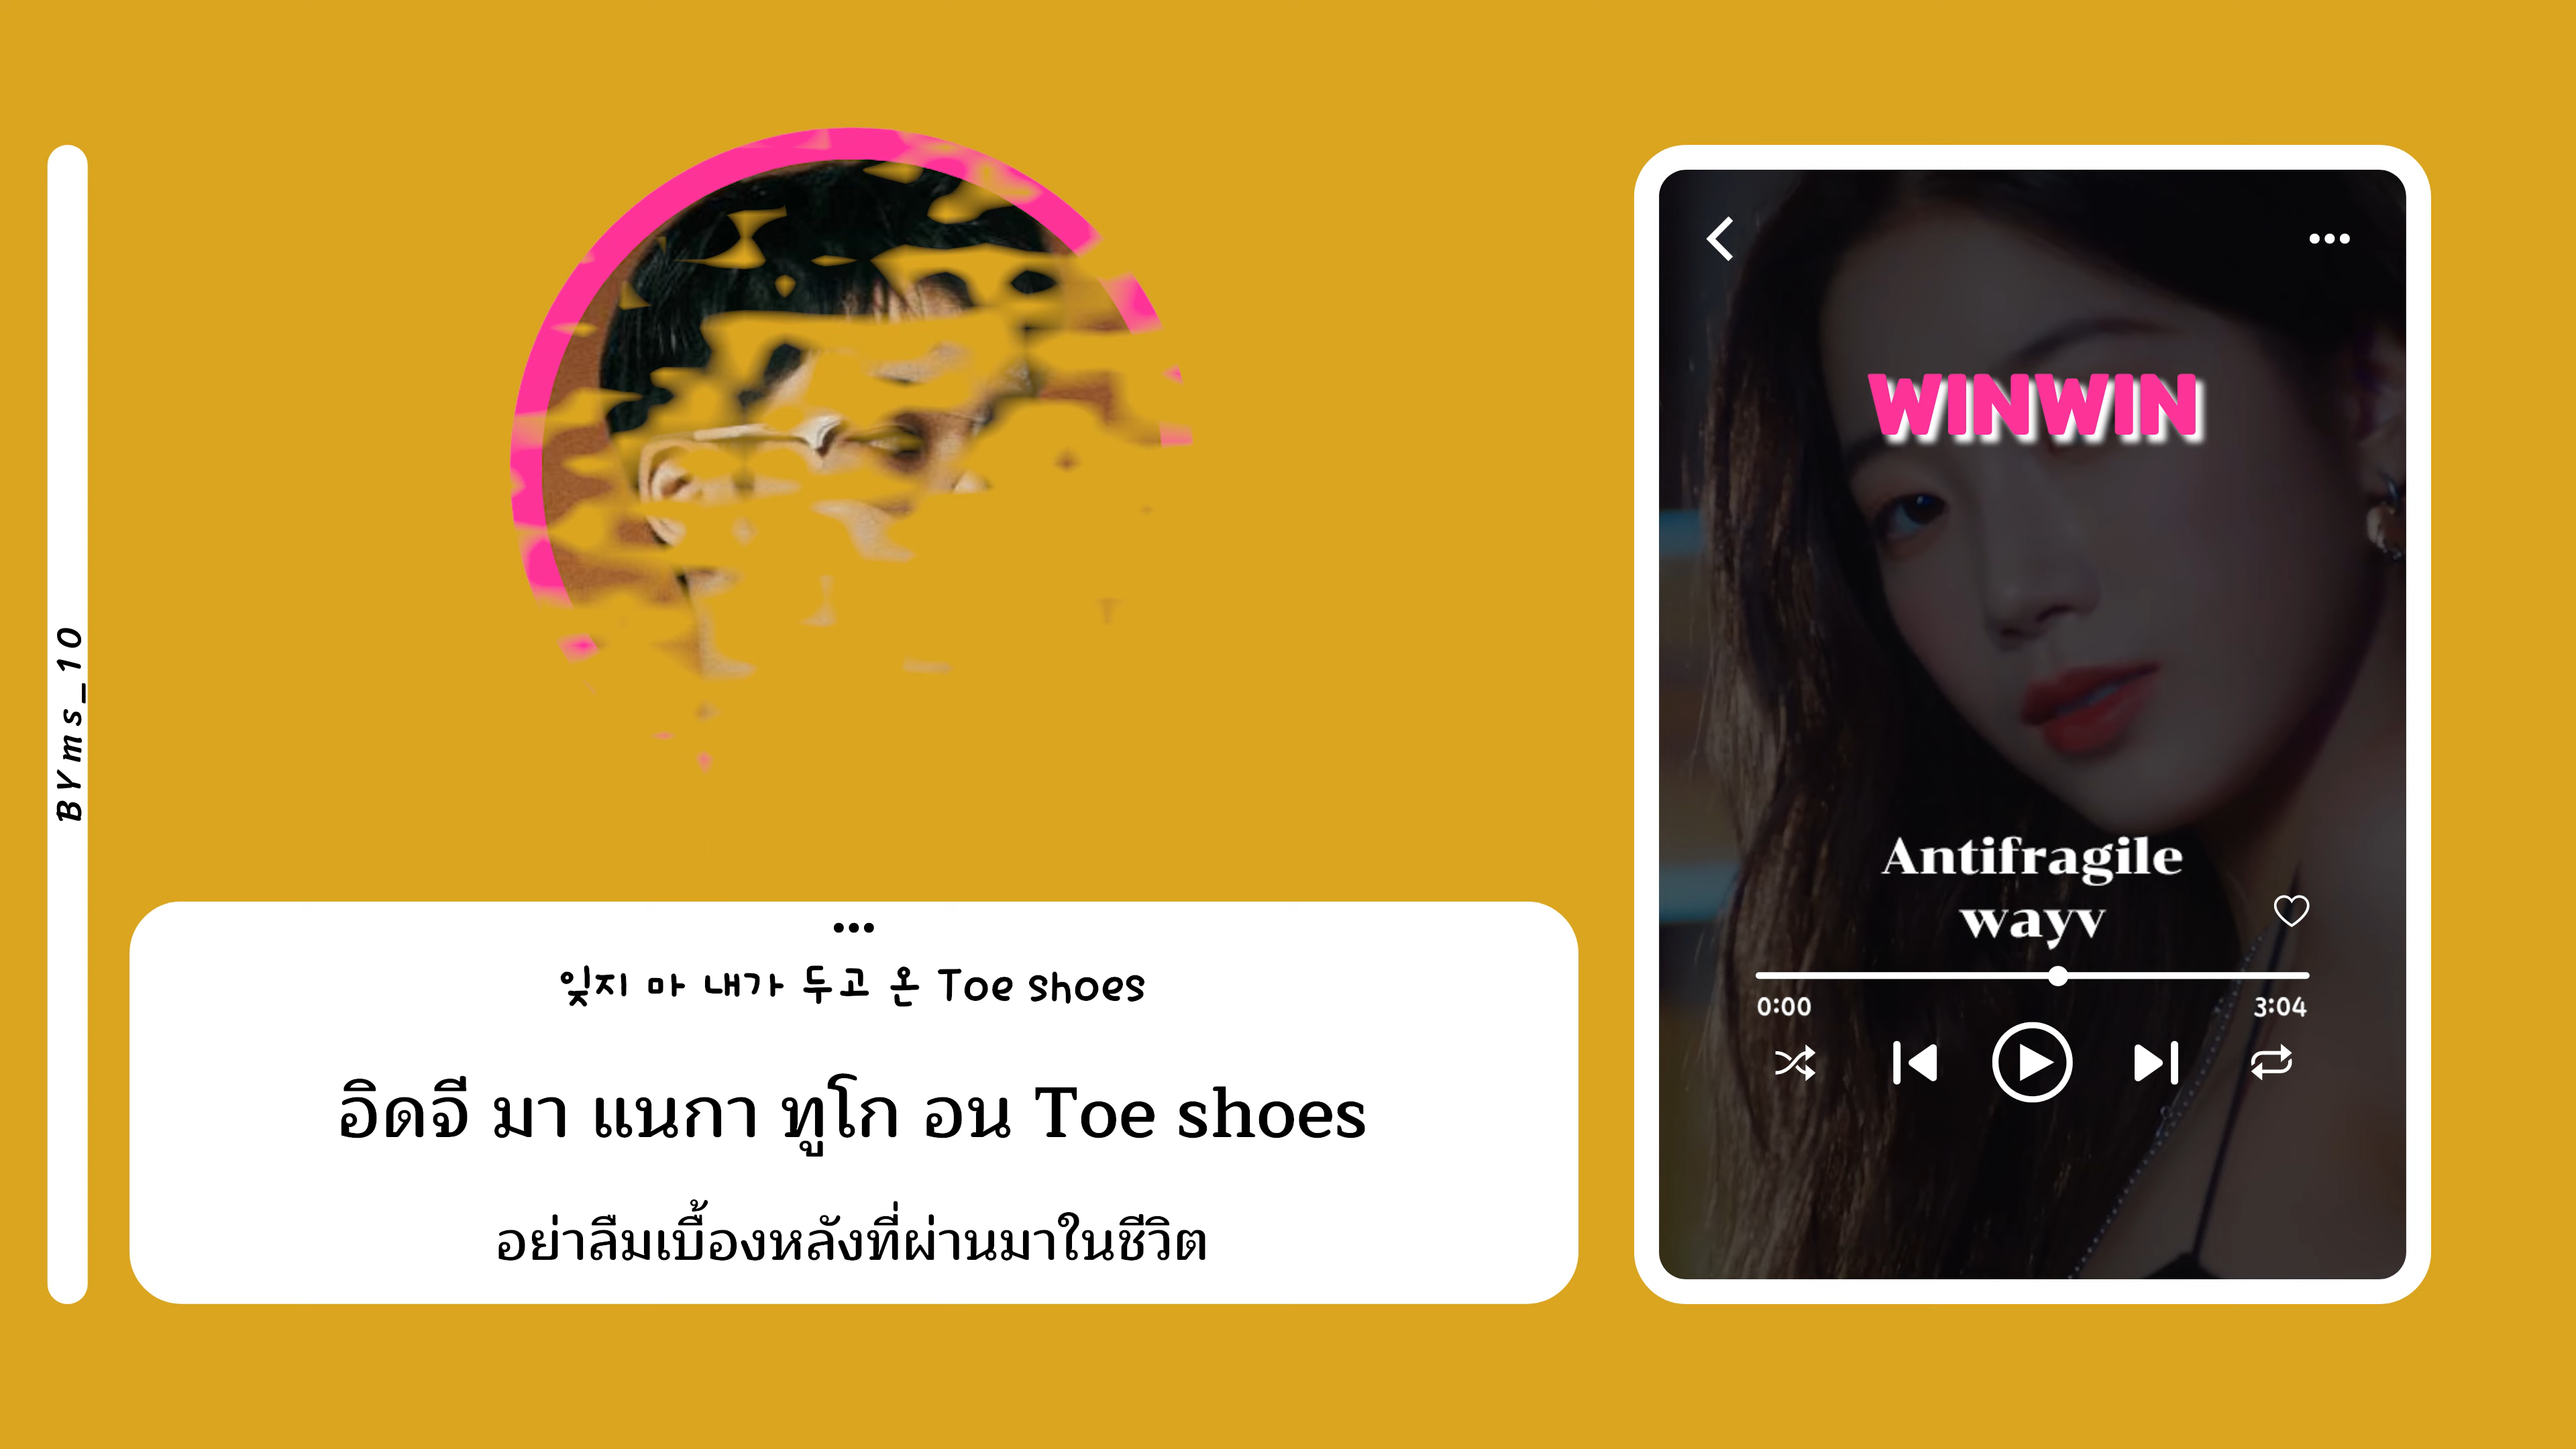 BYms_10
잊지 마 내가 두고 온 Toe shoes
อิดจี มา แนกา ทูโก อน Toe shoes
อย่าลืมเบื้องหลังที่ผ่านมาในชีวิต
WINWIN
Antifragile
wayv
0:00 3:04